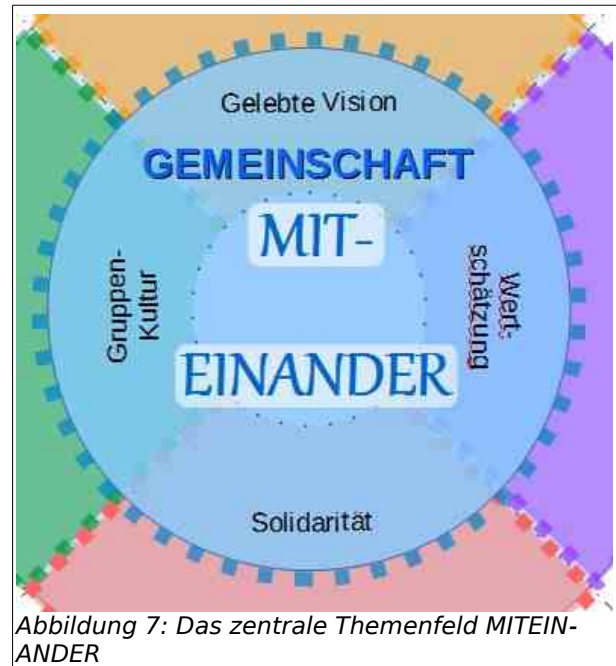 Gelebte Vision
GEMEINSCHAFT
MIT-
EINANDER
Gruppen-
Kultur
Wert-
schätzung
Solidarität
Abbildung 7: Das zentrale Themenfeld MITEIN-
ANDER